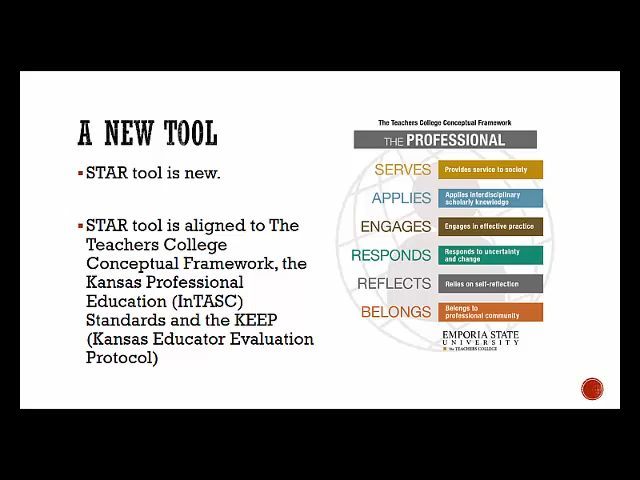 A NEW TOOL
STAR tool is new.
STAR tool is aligned to The
Teachers College
Conceptual Framework, the
Kansas Professional
Education (InTASC)
Standards and the KEEP
(Kansas Educator Evaluation
Protocol)
The Teachers College Conceptual Framework
THE PROFESSIONAL
SERVES Provides service to society
APPLIES Applies interdisciplinary
scholarly knowledge
ENGAGES Engages in effective practice
RESPONDS Responds to uncertainty
and change
REFLECTS Relies on self-reflection
BELONGS Belongs to
professional community
EMPORIA STATE
UNIVERSITY
the TEACHERS COLLEGE